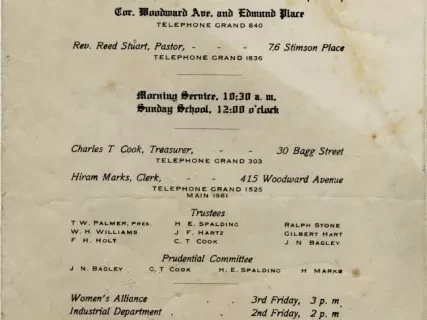 Cor. Woodward Ave. and Edmund Place
TELEPHONE GRAND 840
Rev. Reed Stuart, Pastor, - - 76 Stimson Place
TELEPHONE GRAND 1836
Morning Service, 10:30 a. m.
Sunday School, 12:00 o'clock
Charles T Cook, Treasurer, - - 30 Bagg Street
TELEPHONE GRAND 303
Hiram Marks, Clerk, - - 415 Woodward Avenue
TELEPHONE GRAND 1525
MAIN 1981
Trustees
T W. PALMER, PRES. H E. SPALDING RALPH STONE
W. H WILLIAMS J. F. HARTZ GILBERT HART
F H. HOLT C. T COOK J N BAGLEY
Prudential Committee
J N. BAGLEY C. T COOK H. E. SPALDING H MARKS
Women's Alliance . . 3rd Friday, 3 p. m
Industrial Department . . 2nd Friday, 2 p. m